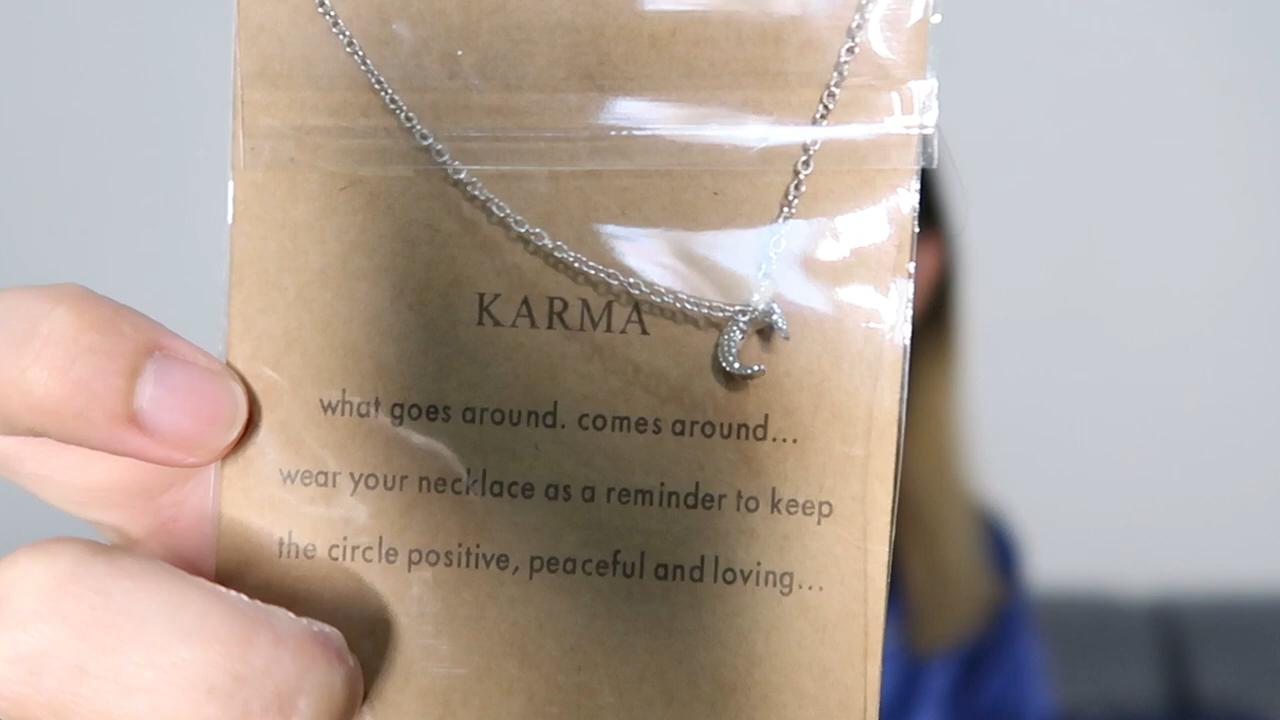 KARMA
what goes around. comes around...
wear your necklace as a reminder to keep
the circle positive, peaceful and loving...